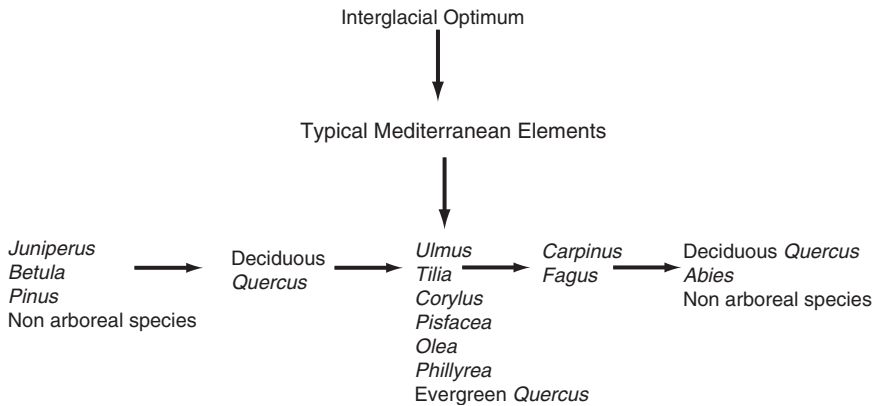 Interglacial Optimum
Typical Mediterranean Elements
Juniperus
Betula
Pinus
Non arboreal species
Deciduous
Quercus
Ulmus
Tilia
Corylus
Pisfacea
Olea
Phillyrea
Evergreen Quercus
Carpinus
Fagus
Deciduous Quercus
Abies
Non arboreal species